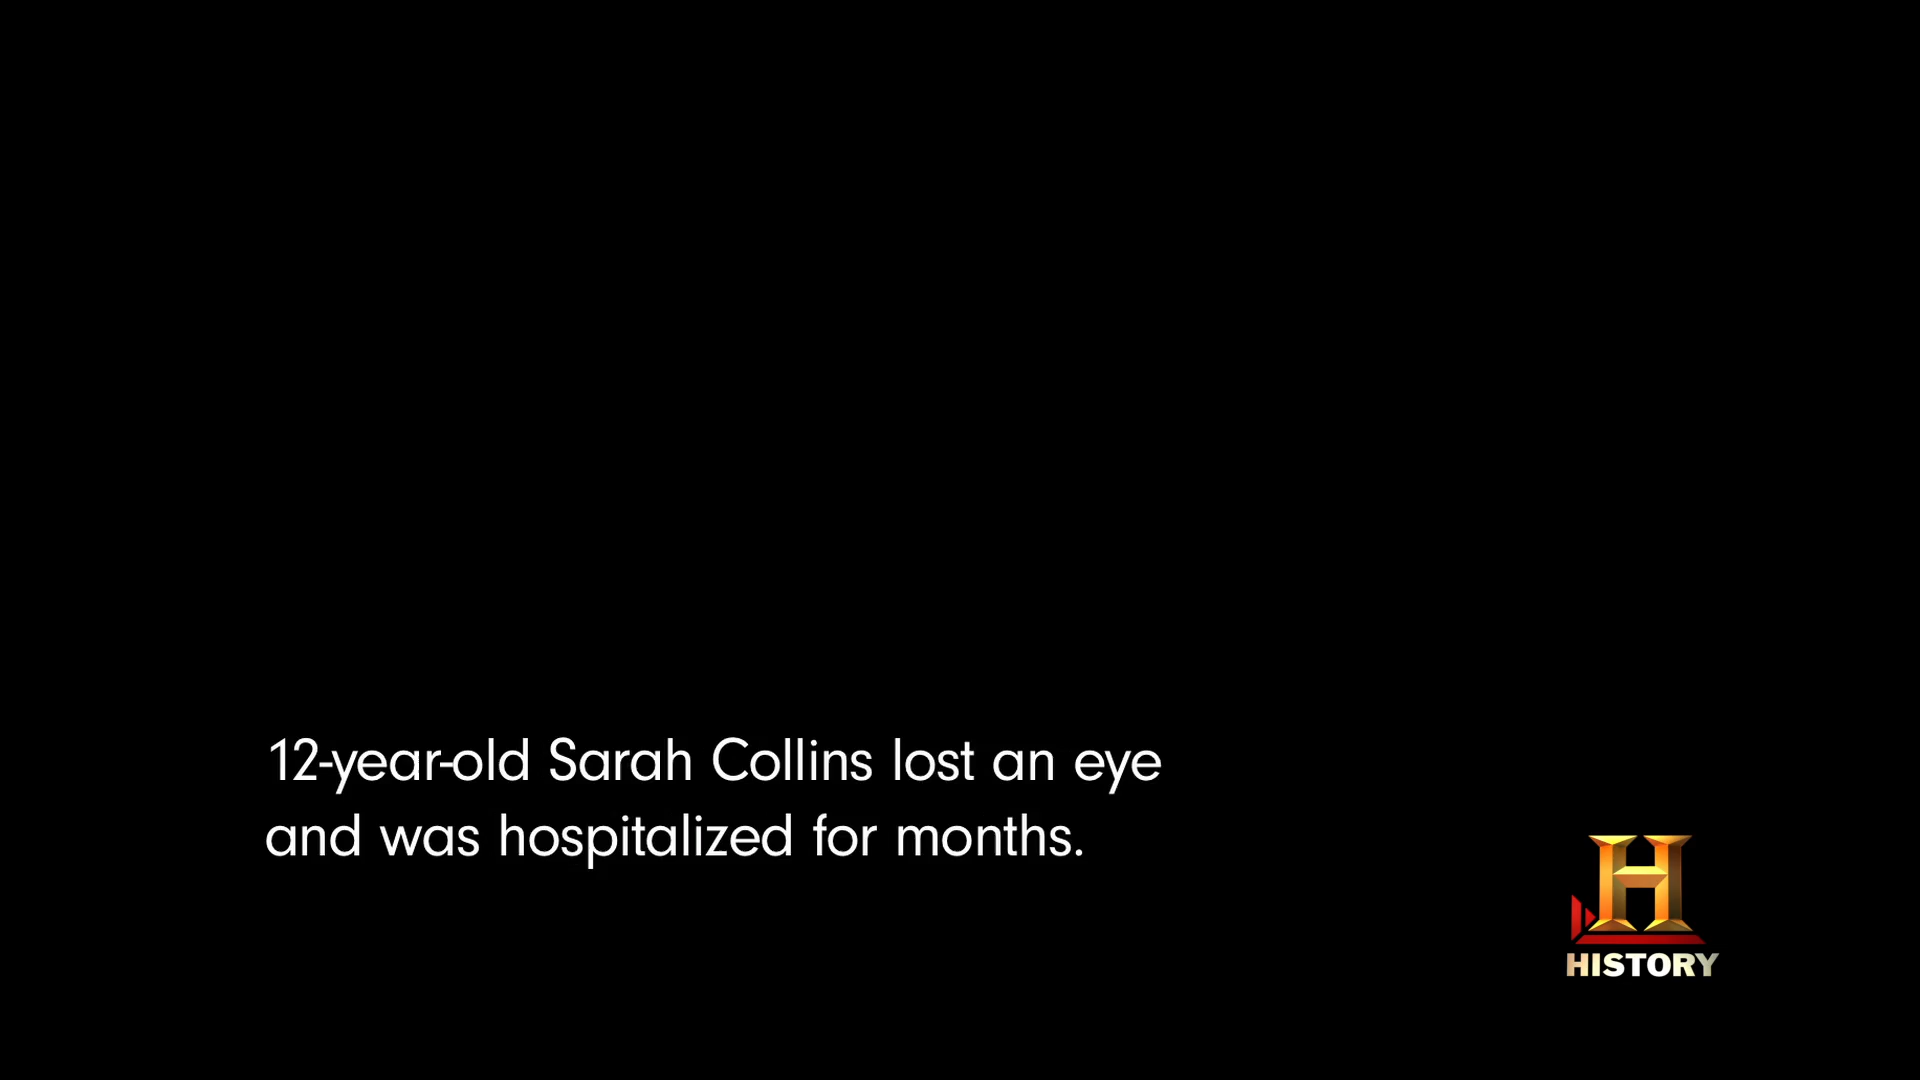 12-year-old Sarah Collins lost an eye
and was hospitalized for months.
H
HISTORY